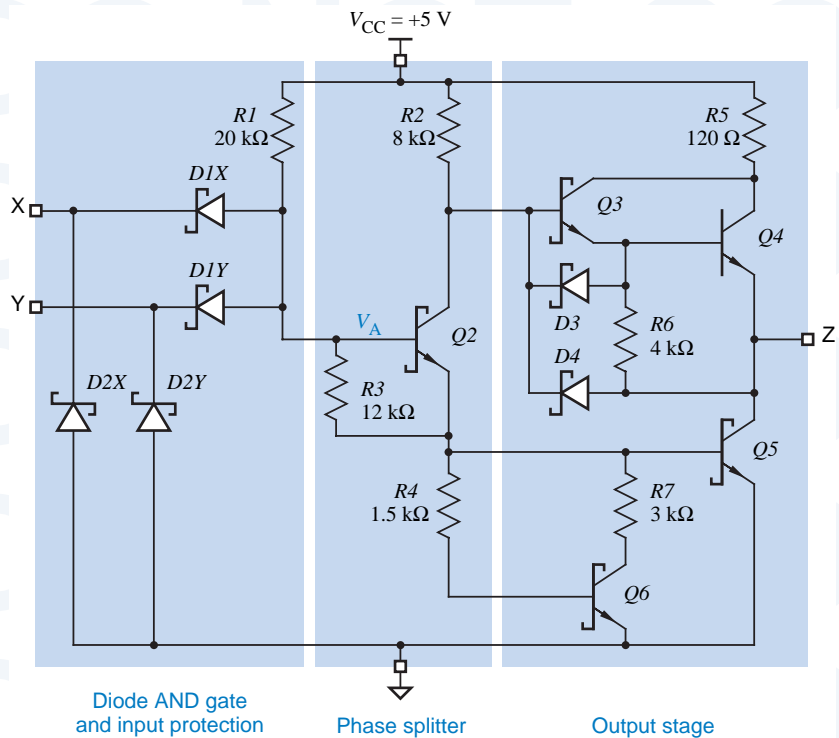 VCC = +5 V
R1
20 kΩ
R2
8 kΩ
R5
120 Ω
D1X
X
Q3
Q4
D1Y
Y
VA
Q2
D3
R6
4 kΩ
Z
D4
D2X
D2Y
R3
12 kΩ
Q5
R4
1.5 kΩ
R7
3 kΩ
Q6
Diode AND gate
and input protection
Phase splitter
Output stage